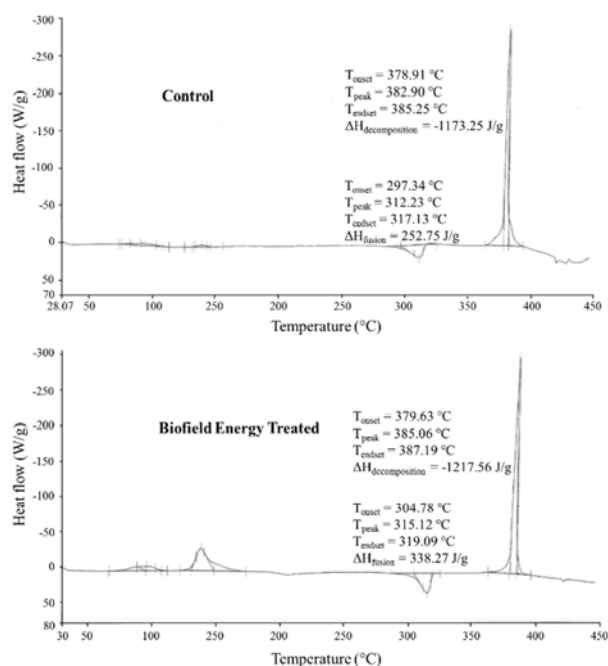 -300
-250
-200
-150
-100
-50
0
50
70
Heat flow (W/g)
Control
Tonset = 378.91 °C
Tpeak = 382.90 °C
Tendset = 385.25 °C
ΔHdecomposition = -1173.25 J/g
Tonset = 297.34 °C
Tpeak = 312.23 °C
Tendset = 317.13 °C
ΔHfusion = 252.75 J/g
28.07 50 100 150 200 250 300 350 400 450
Temperature (°C)
-300
-250
-200
-150
-100
-50
0
50
80
Heat flow (W/g)
Biofield Energy Treated
Tonset = 379.63 °C
Tpeak = 385.06 °C
Tendset = 387.19 °C
ΔHdecomposition = -1217.56 J/g
Tonset = 304.78 °C
Tpeak = 315.12 °C
Tendset = 319.09 °C
ΔHfusion = 338.27 J/g
30 50 100 150 200 250 300 350 400 450
Temperature (°C)